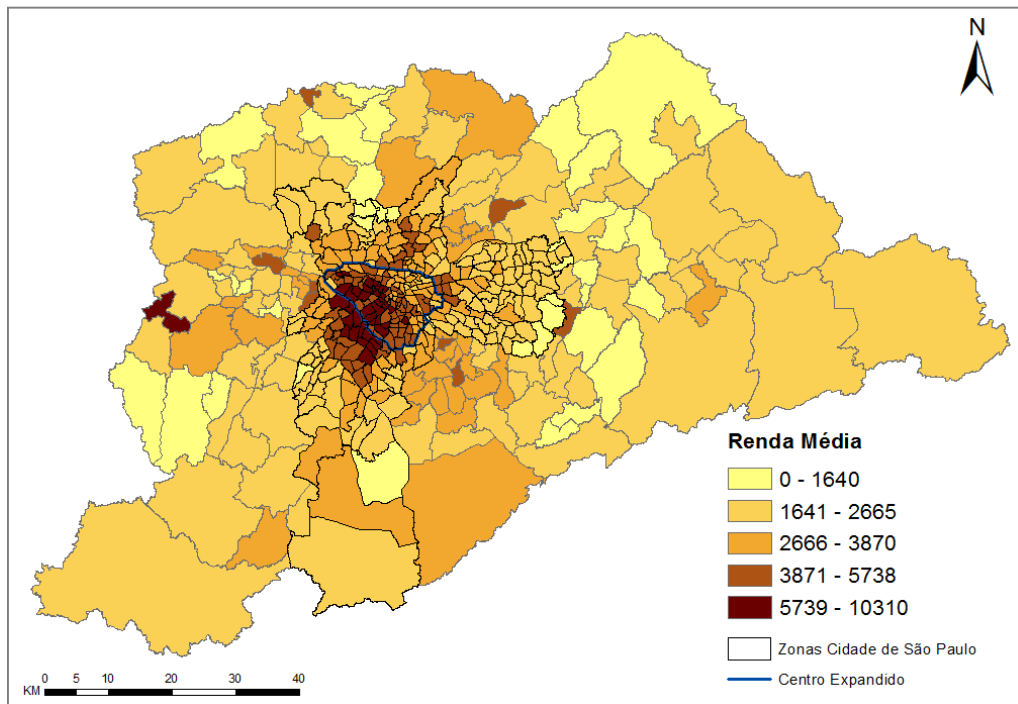 N
Renda Média
0 - 1640
1641 - 2665
2666 - 3870
3871 - 5738
5739 - 10310
Zonas Cidade de São Paulo
Centro Expandido
0 5 10 20 30 40
KM